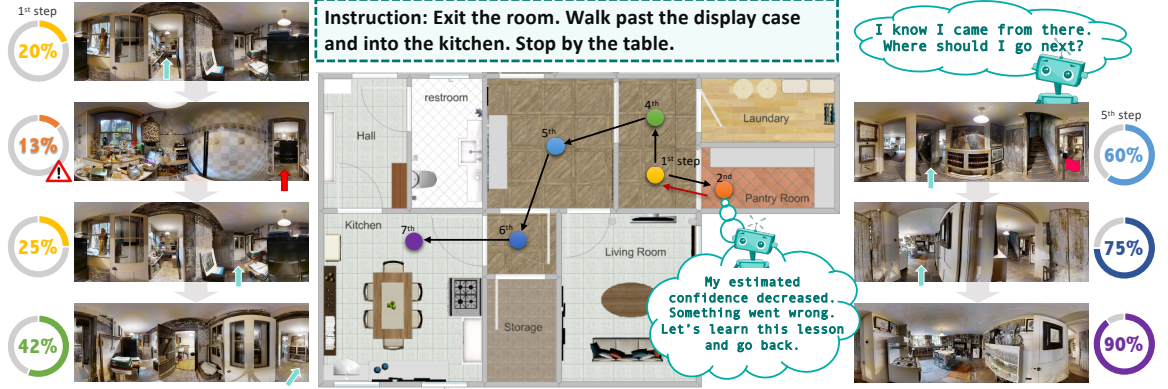 1st step
20%
13%
25%
42%
Instruction: Exit the room. Walk past the display case
and into the kitchen. Stop by the table.
Hall
restroom
Laundary
Pantry Room
Kitchen
Living Room
Storage
1st step
2nd
4th
5th
6th
7th
My estimated
confidence decreased.
Something went wrong.
Let's learn this lesson
and go back.
I know I came from there.
Where should I go next?
5th step
60%
75%
90%